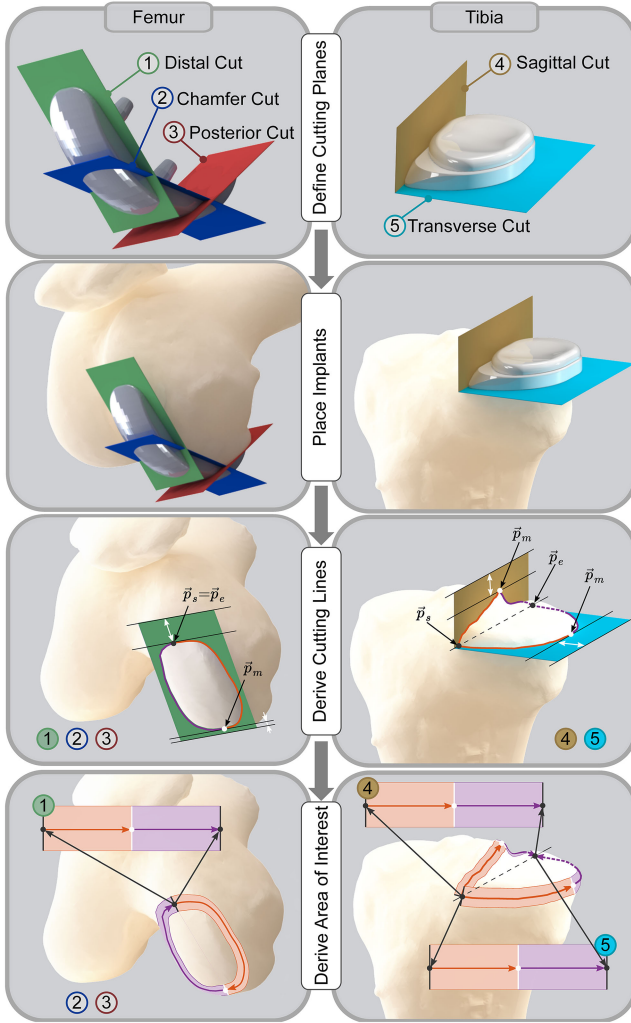 Femur
Tibia
1 Distal Cut
2 Chamfer Cut
3 Posterior Cut
Define Cutting Planes
4 Sagittal Cut
5 Transverse Cut
Place Implants
p⃗ₛ=p⃗ₑ
p⃗ₘ
1 2 3
Derive Cutting Lines
p⃗ₘ
p⃗ₑ
p⃗ₘ
p⃗ₛ
4 5
1
2 3
Derive Area of Interest
4
5